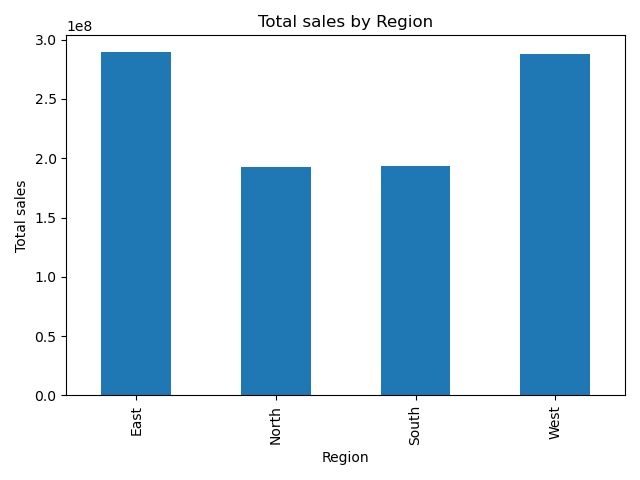 Total sales by Region
1e8
3.0
2.5
2.0
1.5
1.0
0.5
0.0
Total sales
East
North
South
West
Region